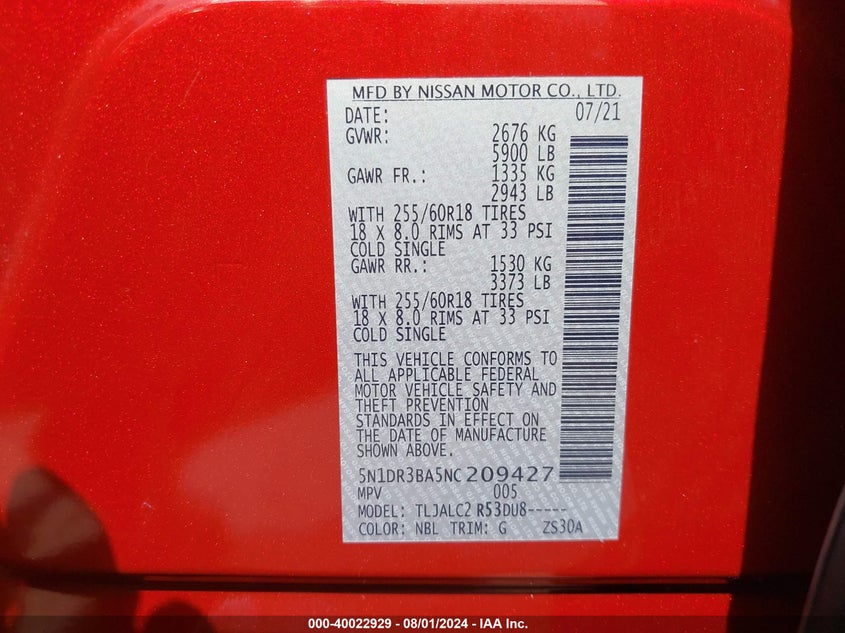 MFD BY NISSAN MOTOR CO., LTD.
DATE: 07/21
GVWR: 2676 KG
5900 LB
GAWR FR.: 1335 KG
2943 LB
WITH 255/60R18 TIRES
18 X 8.0 RIMS AT 33 PSI
COLD SINGLE
GAWR RR.: 1530 KG
3373 LB
WITH 255/60R18 TIRES
18 X 8.0 RIMS AT 33 PSI
COLD SINGLE
THIS VEHICLE CONFORMS TO
ALL APPLICABLE FEDERAL
MOTOR VEHICLE SAFETY AND
THEFT PREVENTION
STANDARDS IN EFFECT ON
THE DATE OF MANUFACTURE
SHOWN ABOVE.
5N1DR3BA5NC209427
MPV 005
MODEL: TLJALC2 R53DU8-----
COLOR: NBL TRIM: G ZS30A
000-40022929 - 08/01/2024 - IAA Inc.